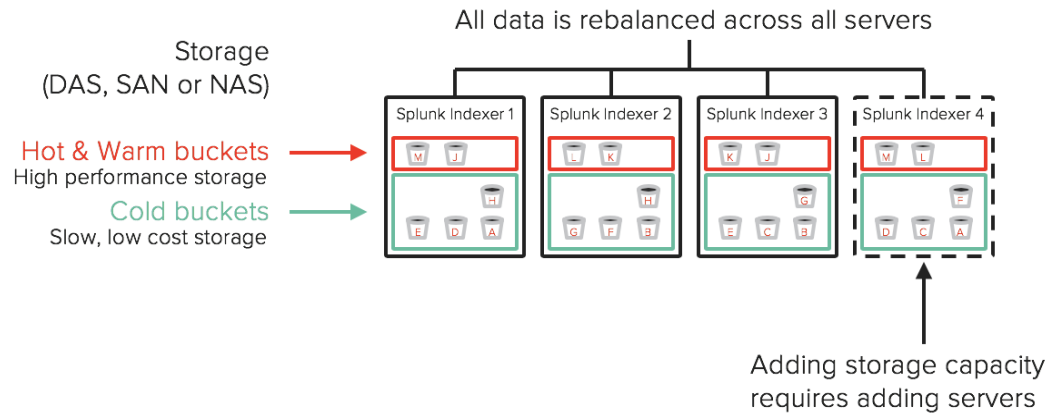 All data is rebalanced across all servers
Storage
(DAS, SAN or NAS)
Splunk Indexer 1
Splunk Indexer 2
Splunk Indexer 3
Splunk Indexer 4
Hot & Warm buckets
High performance storage
M J
L K
K J
M L
Cold buckets
Slow, low cost storage
H
H
G
F
E D A
G F B
E C B
D C A
Adding storage capacity
requires adding servers